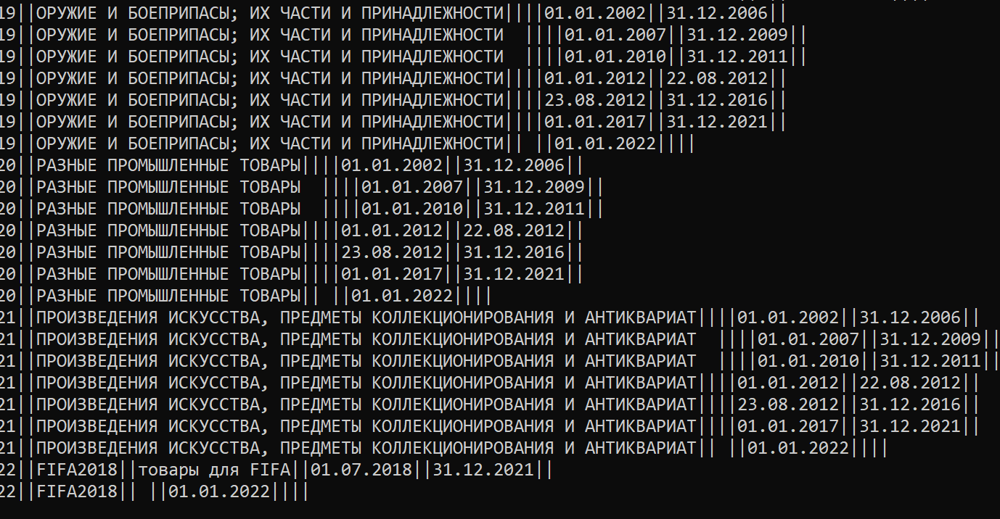 19||ОРУЖИЕ И БОЕПРИПАСЫ; ИХ ЧАСТИ И ПРИНАДЛЕЖНОСТИ||||01.01.2002||31.12.2006||
19||ОРУЖИЕ И БОЕПРИПАСЫ; ИХ ЧАСТИ И ПРИНАДЛЕЖНОСТИ  ||||01.01.2007||31.12.2009||
19||ОРУЖИЕ И БОЕПРИПАСЫ; ИХ ЧАСТИ И ПРИНАДЛЕЖНОСТИ  ||||01.01.2010||31.12.2011||
19||ОРУЖИЕ И БОЕПРИПАСЫ; ИХ ЧАСТИ И ПРИНАДЛЕЖНОСТИ||||01.01.2012||22.08.2012||
19||ОРУЖИЕ И БОЕПРИПАСЫ; ИХ ЧАСТИ И ПРИНАДЛЕЖНОСТИ||||23.08.2012||31.12.2016||
19||ОРУЖИЕ И БОЕПРИПАСЫ; ИХ ЧАСТИ И ПРИНАДЛЕЖНОСТИ||||01.01.2017||31.12.2021||
19||ОРУЖИЕ И БОЕПРИПАСЫ; ИХ ЧАСТИ И ПРИНАДЛЕЖНОСТИ|| ||01.01.2022||||
20||РАЗНЫЕ ПРОМЫШЛЕННЫЕ ТОВАРЫ||||01.01.2002||31.12.2006||
20||РАЗНЫЕ ПРОМЫШЛЕННЫЕ ТОВАРЫ  ||||01.01.2007||31.12.2009||
20||РАЗНЫЕ ПРОМЫШЛЕННЫЕ ТОВАРЫ  ||||01.01.2010||31.12.2011||
20||РАЗНЫЕ ПРОМЫШЛЕННЫЕ ТОВАРЫ||||01.01.2012||22.08.2012||
20||РАЗНЫЕ ПРОМЫШЛЕННЫЕ ТОВАРЫ||||23.08.2012||31.12.2016||
20||РАЗНЫЕ ПРОМЫШЛЕННЫЕ ТОВАРЫ||||01.01.2017||31.12.2021||
20||РАЗНЫЕ ПРОМЫШЛЕННЫЕ ТОВАРЫ|| ||01.01.2022||||
21||ПРОИЗВЕДЕНИЯ ИСКУССТВА, ПРЕДМЕТЫ КОЛЛЕКЦИОНИРОВАНИЯ И АНТИКВАРИАТ||||01.01.2002||31.12.2006||
21||ПРОИЗВЕДЕНИЯ ИСКУССТВА, ПРЕДМЕТЫ КОЛЛЕКЦИОНИРОВАНИЯ И АНТИКВАРИАТ  ||||01.01.2007||31.12.2009||
21||ПРОИЗВЕДЕНИЯ ИСКУССТВА, ПРЕДМЕТЫ КОЛЛЕКЦИОНИРОВАНИЯ И АНТИКВАРИАТ  ||||01.01.2010||31.12.2011||
21||ПРОИЗВЕДЕНИЯ ИСКУССТВА, ПРЕДМЕТЫ КОЛЛЕКЦИОНИРОВАНИЯ И АНТИКВАРИАТ||||01.01.2012||22.08.2012||
21||ПРОИЗВЕДЕНИЯ ИСКУССТВА, ПРЕДМЕТЫ КОЛЛЕКЦИОНИРОВАНИЯ И АНТИКВАРИАТ||||23.08.2012||31.12.2016||
21||ПРОИЗВЕДЕНИЯ ИСКУССТВА, ПРЕДМЕТЫ КОЛЛЕКЦИОНИРОВАНИЯ И АНТИКВАРИАТ||||01.01.2017||31.12.2021||
21||ПРОИЗВЕДЕНИЯ ИСКУССТВА, ПРЕДМЕТЫ КОЛЛЕКЦИОНИРОВАНИЯ И АНТИКВАРИАТ|| ||01.01.2022||||
22||FIFA2018||товары для FIFA||01.07.2018||31.12.2021||
22||FIFA2018|| ||01.01.2022||||